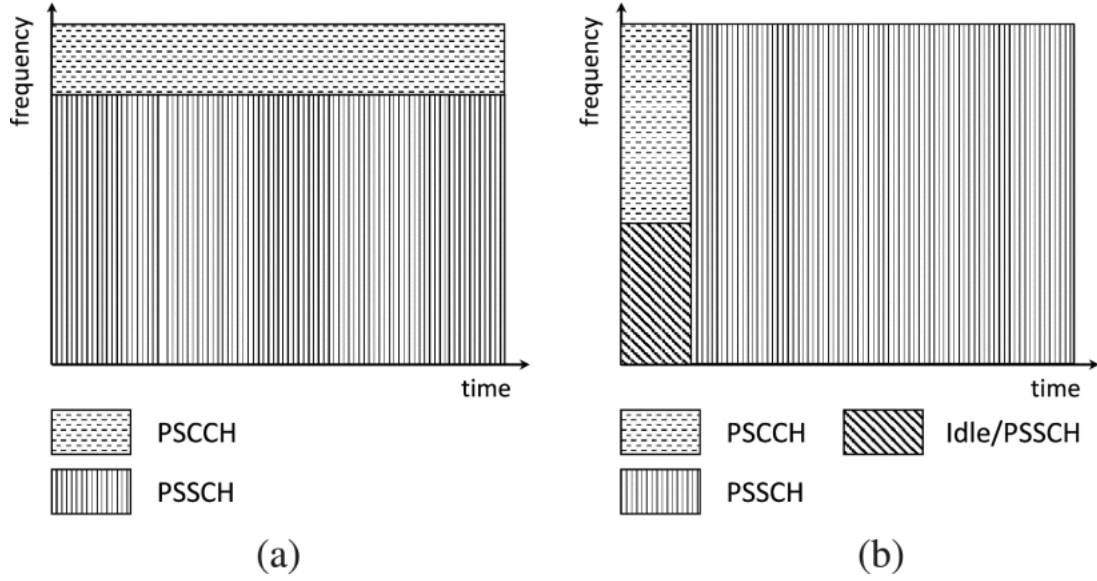 frequency
time
PSCCH
PSSCH
(a)
frequency
time
PSCCH
Idle/PSSCH
PSSCH
(b)